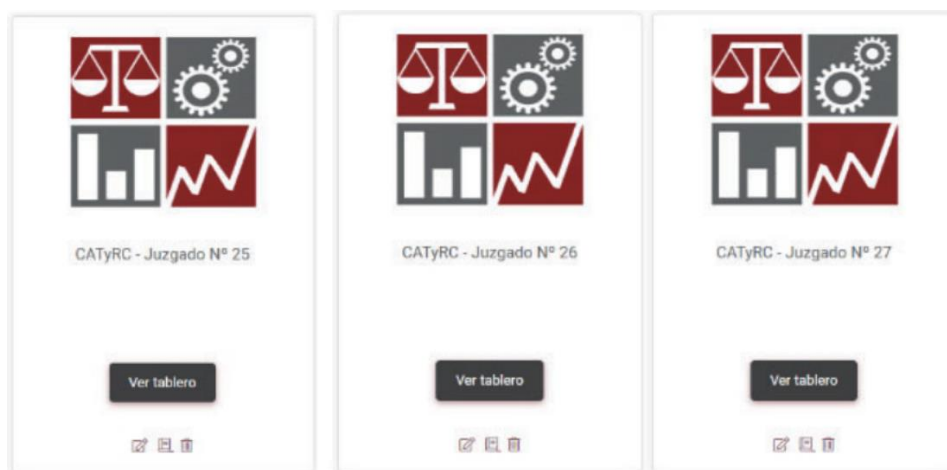 CATyRC - Juzgado Nº 25
CATyRC - Juzgado Nº 26
CATyRC - Juzgado Nº 27
Ver tablero
Ver tablero
Ver tablero